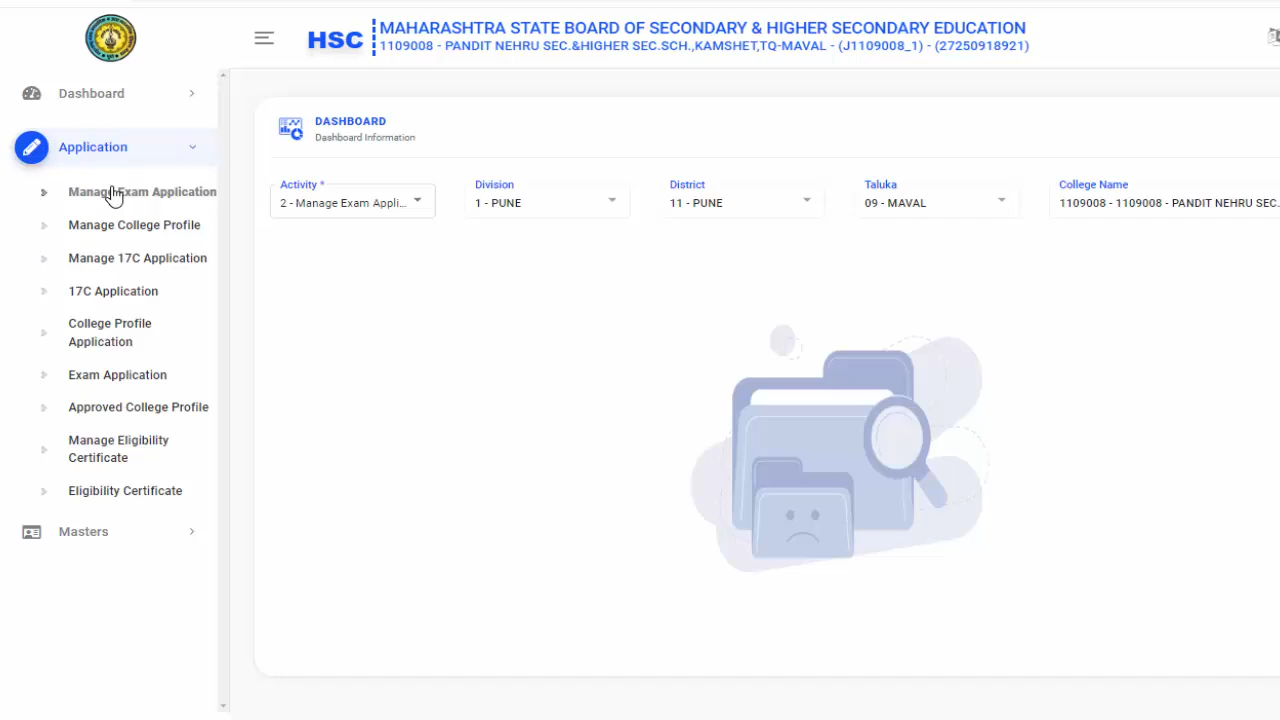 HSC
MAHARASHTRA STATE BOARD OF SECONDARY & HIGHER SECONDARY EDUCATION
1109008 - PANDIT NEHRU SEC.&HIGHER SEC.SCH.,KAMSHET,TQ-MAVAL - (J1109008_1) - (27250918921)
Dashboard
Application
Manage Exam Application
Manage College Profile
Manage 17C Application
17C Application
College Profile
Application
Exam Application
Approved College Profile
Manage Eligibility
Certificate
Eligibility Certificate
Masters
DASHBOARD
Dashboard Information
Activity *
2 - Manage Exam Appli...
Division
1 - PUNE
District
11 - PUNE
Taluka
09 - MAVAL
College Name
1109008 - 1109008 - PANDIT NEHRU SEC.